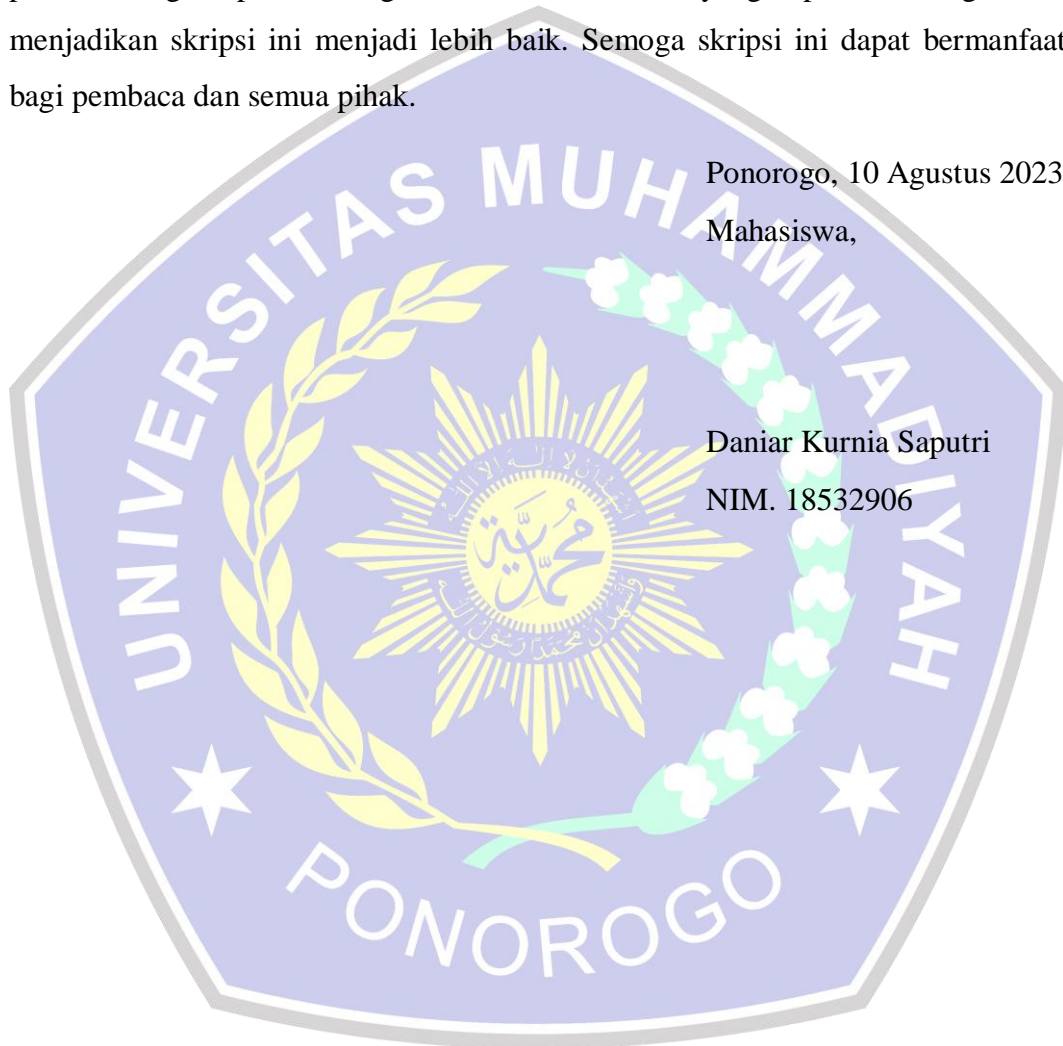 menjadikan skripsi ini menjadi lebih baik. Semoga skripsi ini dapat bermanfaat
bagi pembaca dan semua pihak.
Ponorogo, 10 Agustus 2023
Mahasiswa,
Daniar Kurnia Saputri
NIM. 18532906
UNIVERSITAS MUHAMMADIYAH
محمدية
PONOROGO